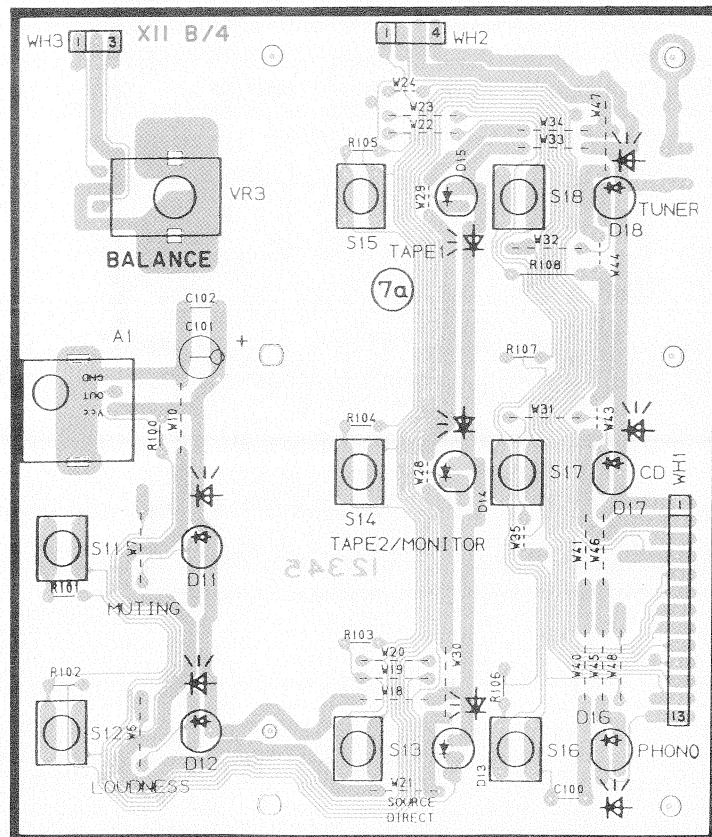 XII B/4
WH3
1 3
1 4
WH2
W24
W23
W22
W47
W34
W33
R105
D15
VR3
W29
S18
TUNER
S15
D18
TAPE1
W32
W44
R108
BALANCE
7a
C102
C101
+
A1
GND
OUT
Vcc
R107
W10
R100
R104
W31
W43
W28
S17
CD
S14
D14
D17
WH1
1
TAPE2/MONITOR
W35
W41
W46
S11
W7
D11
12345
R101
MUTING
R103
W20
W19
W18
W30
W40
W45
W48
R102
R106
S12
W6
D12
D16
13
S13
D13
S16
PHONO
LOUDNESS
W21
C100
SOURCE
DIRECT